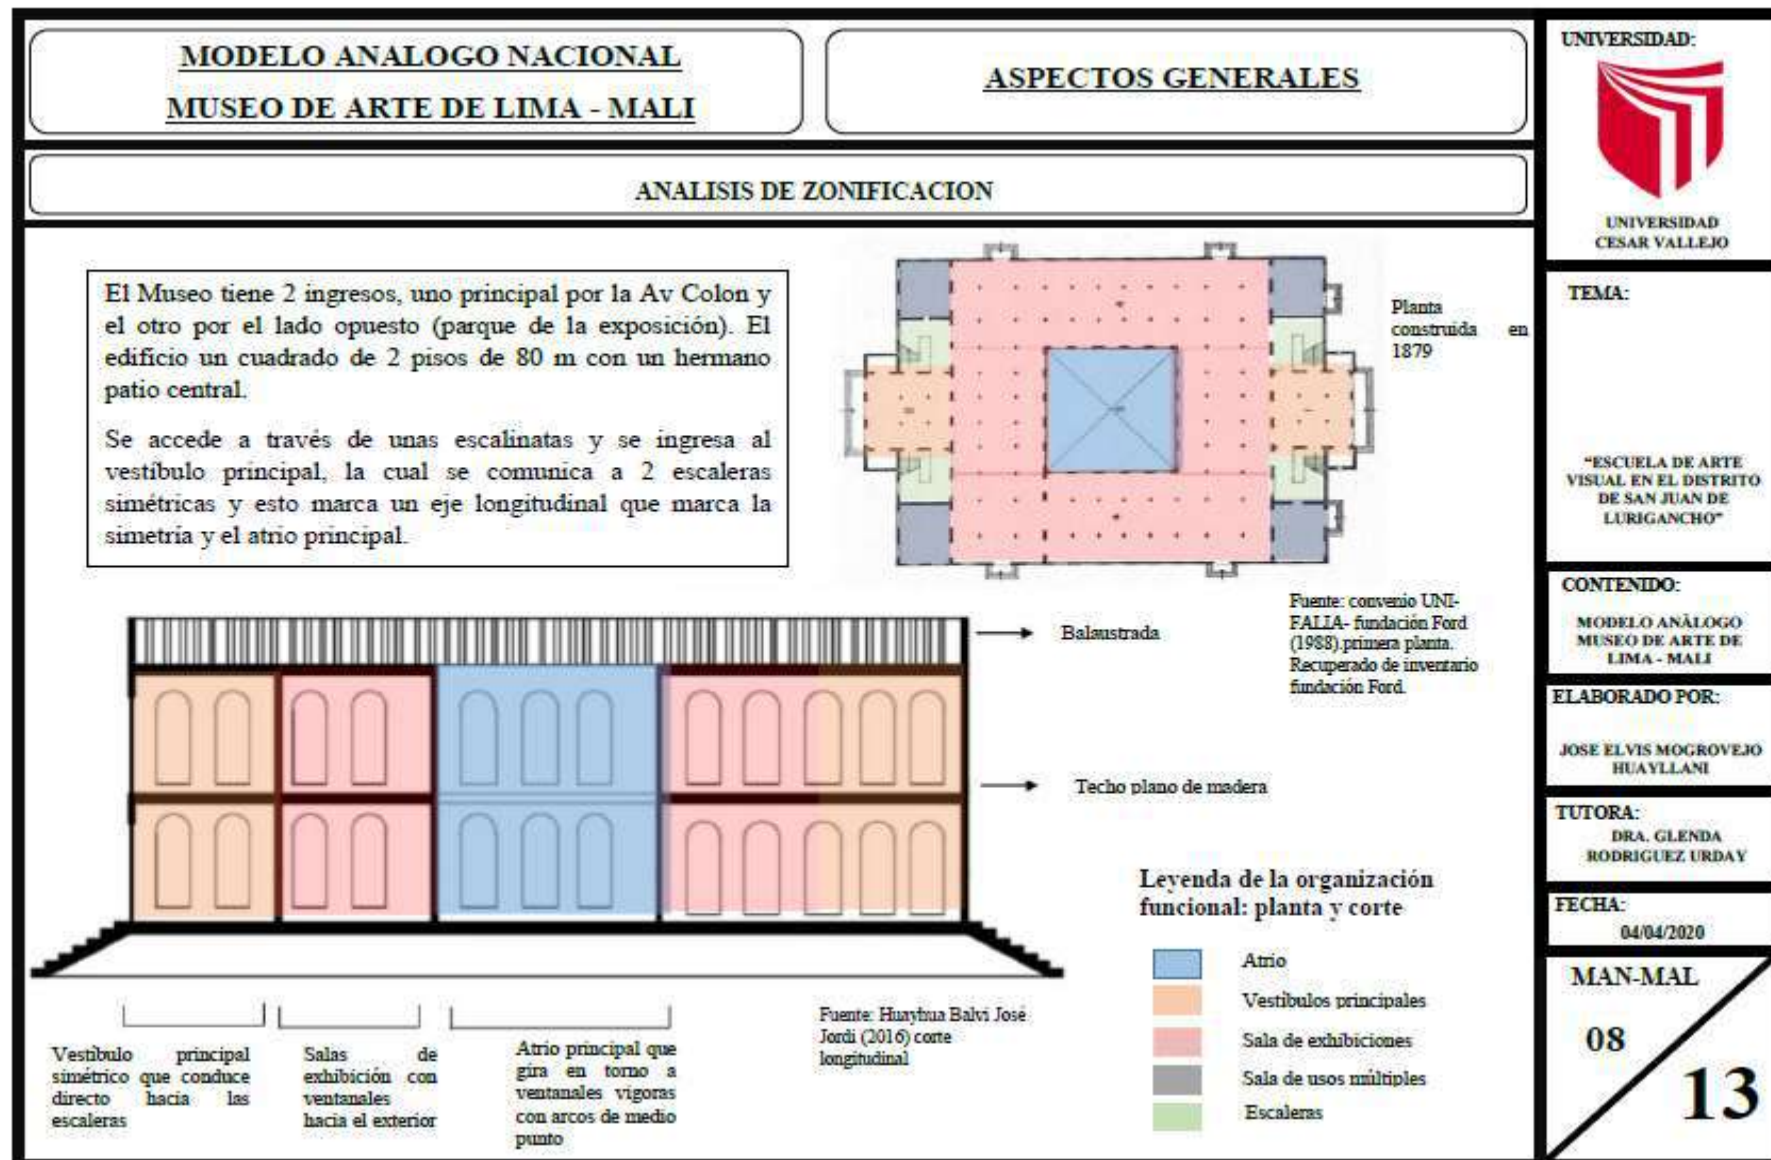 MODELO ANALOGO NACIONAL
MUSEO DE ARTE DE LIMA - MALI
ASPECTOS GENERALES
ANALISIS DE ZONIFICACION
El Museo tiene 2 ingresos, uno principal por la Av Colon y
el otro por el lado opuesto (parque de la exposición). El
edificio un cuadrado de 2 pisos de 80 m con un hermano
patio central.
Se accede a través de unas escalinatas y se ingresa al
vestíbulo principal, la cual se comunica a 2 escaleras
simétricas y esto marca un eje longitudinal que marca la
simetría y el atrio principal.
Planta
construida en
1879
Fuente: convenio UNI-
FALIA- fundación Ford
(1988).primera planta.
Recuperado de inventario
fundación Ford.
Balaustrada
Techo plano de madera
Leyenda de la organización
funcional: planta y corte
Atrio
Vestíbulos principales
Sala de exhibiciones
Sala de usos múltiples
Escaleras
Vestíbulo principal
simétrico que conduce
directo hacia las
escaleras
Salas de
exhibición con
ventanales
hacia el exterior
Atrio principal que
gira en torno a
ventanales vigoras
con arcos de medio
punto
Fuente: Huayhua Balvi José
Jordi (2016) corte
longitudinal
UNIVERSIDAD:
UNIVERSIDAD
CESAR VALLEJO
TEMA:
"ESCUELA DE ARTE
VISUAL EN EL DISTRITO
DE SAN JUAN DE
LURIGANCHO"
CONTENIDO:
MODELO ANÀLOGO
MUSEO DE ARTE DE
LIMA - MALI
ELABORADO POR:
JOSE ELVIS MOGROVEJO
HUAYLLANI
TUTORA:
DRA. GLENDA
RODRIGUEZ URDAY
FECHA:
04/04/2020
MAN-MAL
08
13